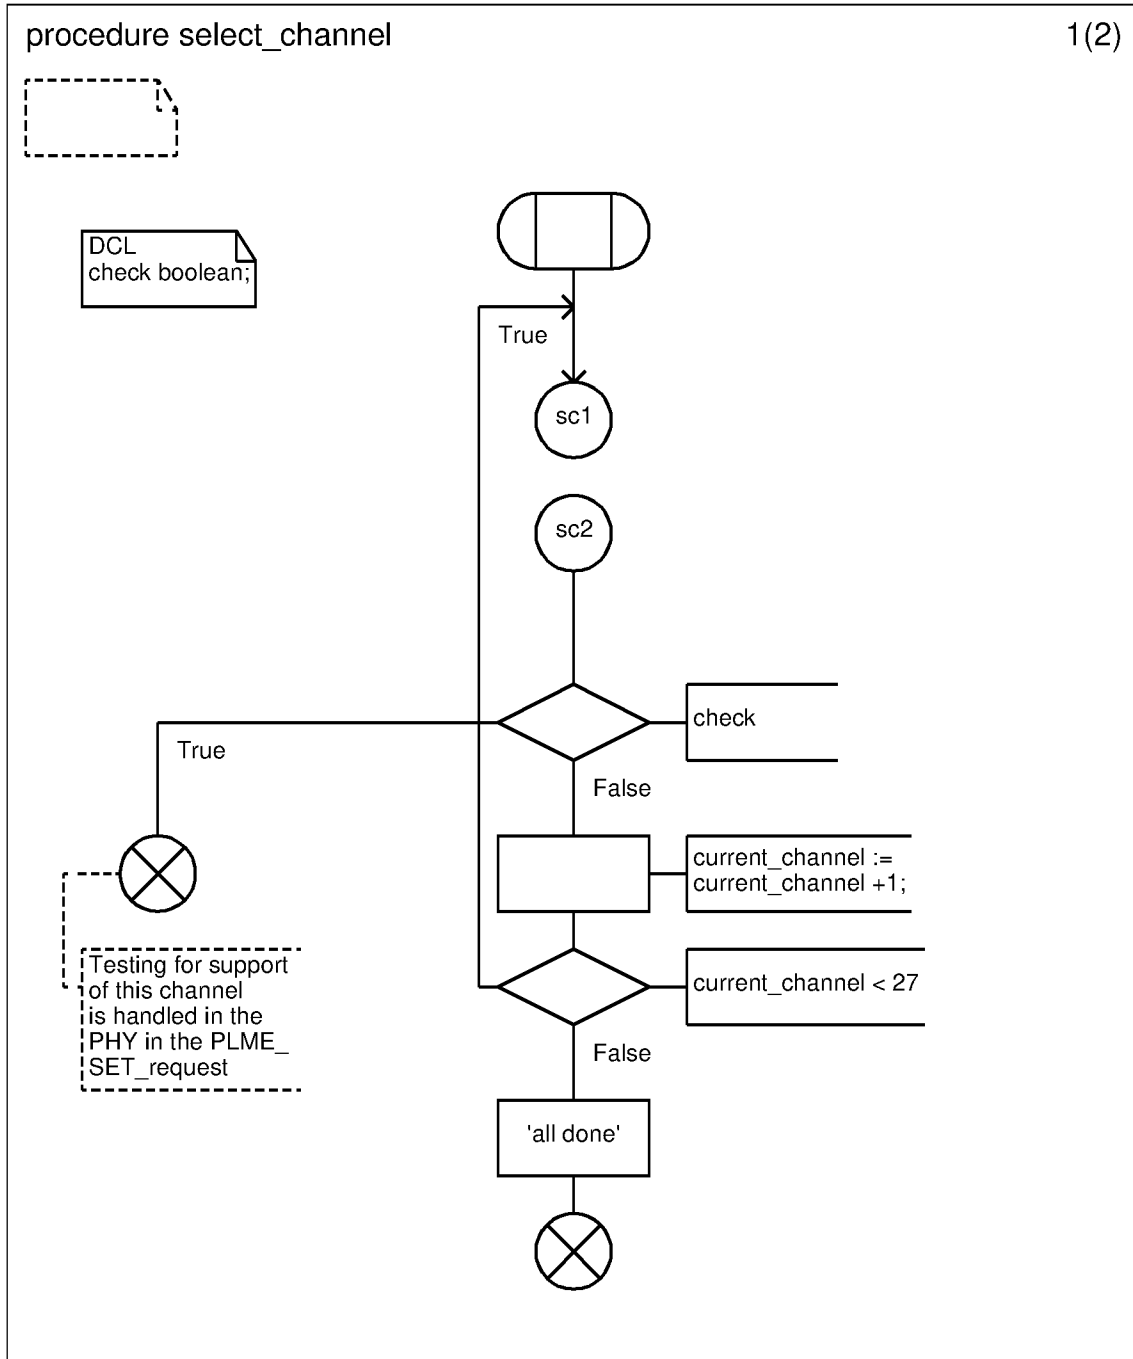 procedure select_channel
1(2)
DCL
check boolean;
True
sc1
sc2
check
True
False
current_channel :=
current_channel +1;
Testing for support
of this channel
is handled in the
PHY in the PLME_
SET_request
current_channel < 27
False
'all done'